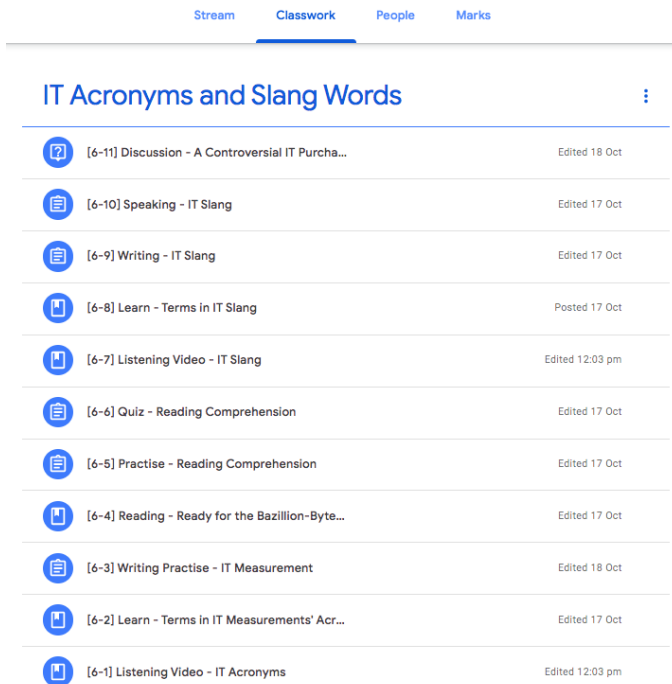 Stream Classwork People Marks
IT Acronyms and Slang Words
[6-11] Discussion - A Controversial IT Purcha... Edited 18 Oct
[6-10] Speaking - IT Slang Edited 17 Oct
[6-9] Writing - IT Slang Edited 17 Oct
[6-8] Learn - Terms in IT Slang Posted 17 Oct
[6-7] Listening Video - IT Slang Edited 12:03 pm
[6-6] Quiz - Reading Comprehension Edited 17 Oct
[6-5] Practise - Reading Comprehension Edited 17 Oct
[6-4] Reading - Ready for the Bazillion-Byte... Edited 17 Oct
[6-3] Writing Practise - IT Measurement Edited 18 Oct
[6-2] Learn - Terms in IT Measurements' Acr... Edited 17 Oct
[6-1] Listening Video - IT Acronyms Edited 12:03 pm